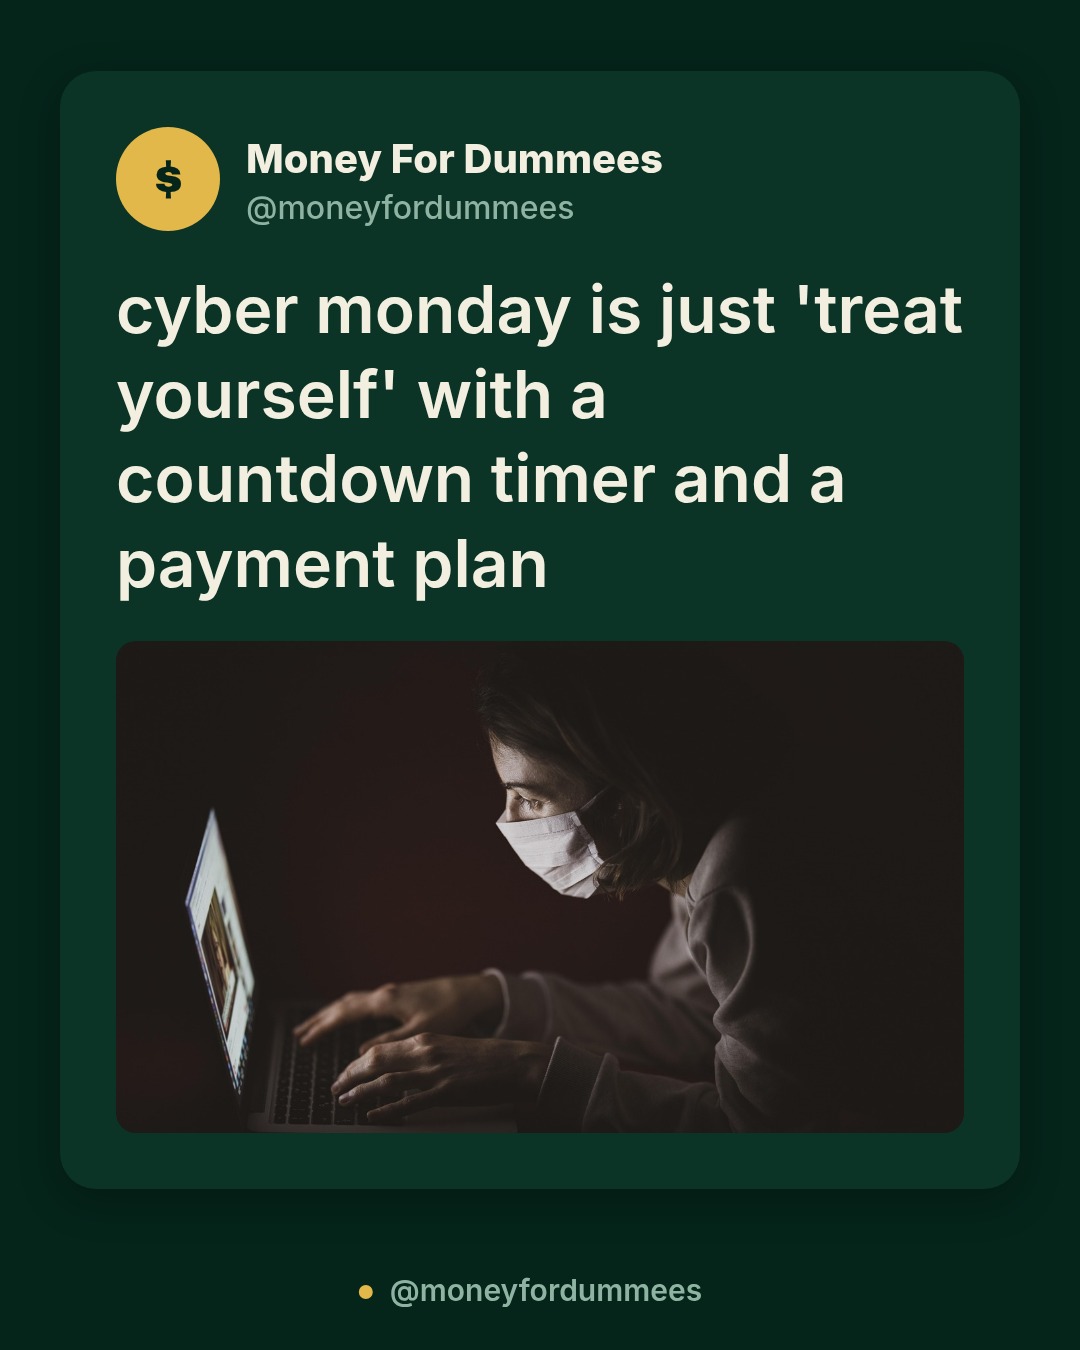 $
Money For Dummees
@moneyfordummees
cyber monday is just 'treat
yourself' with a
countdown timer and a
payment plan
@moneyfordummees